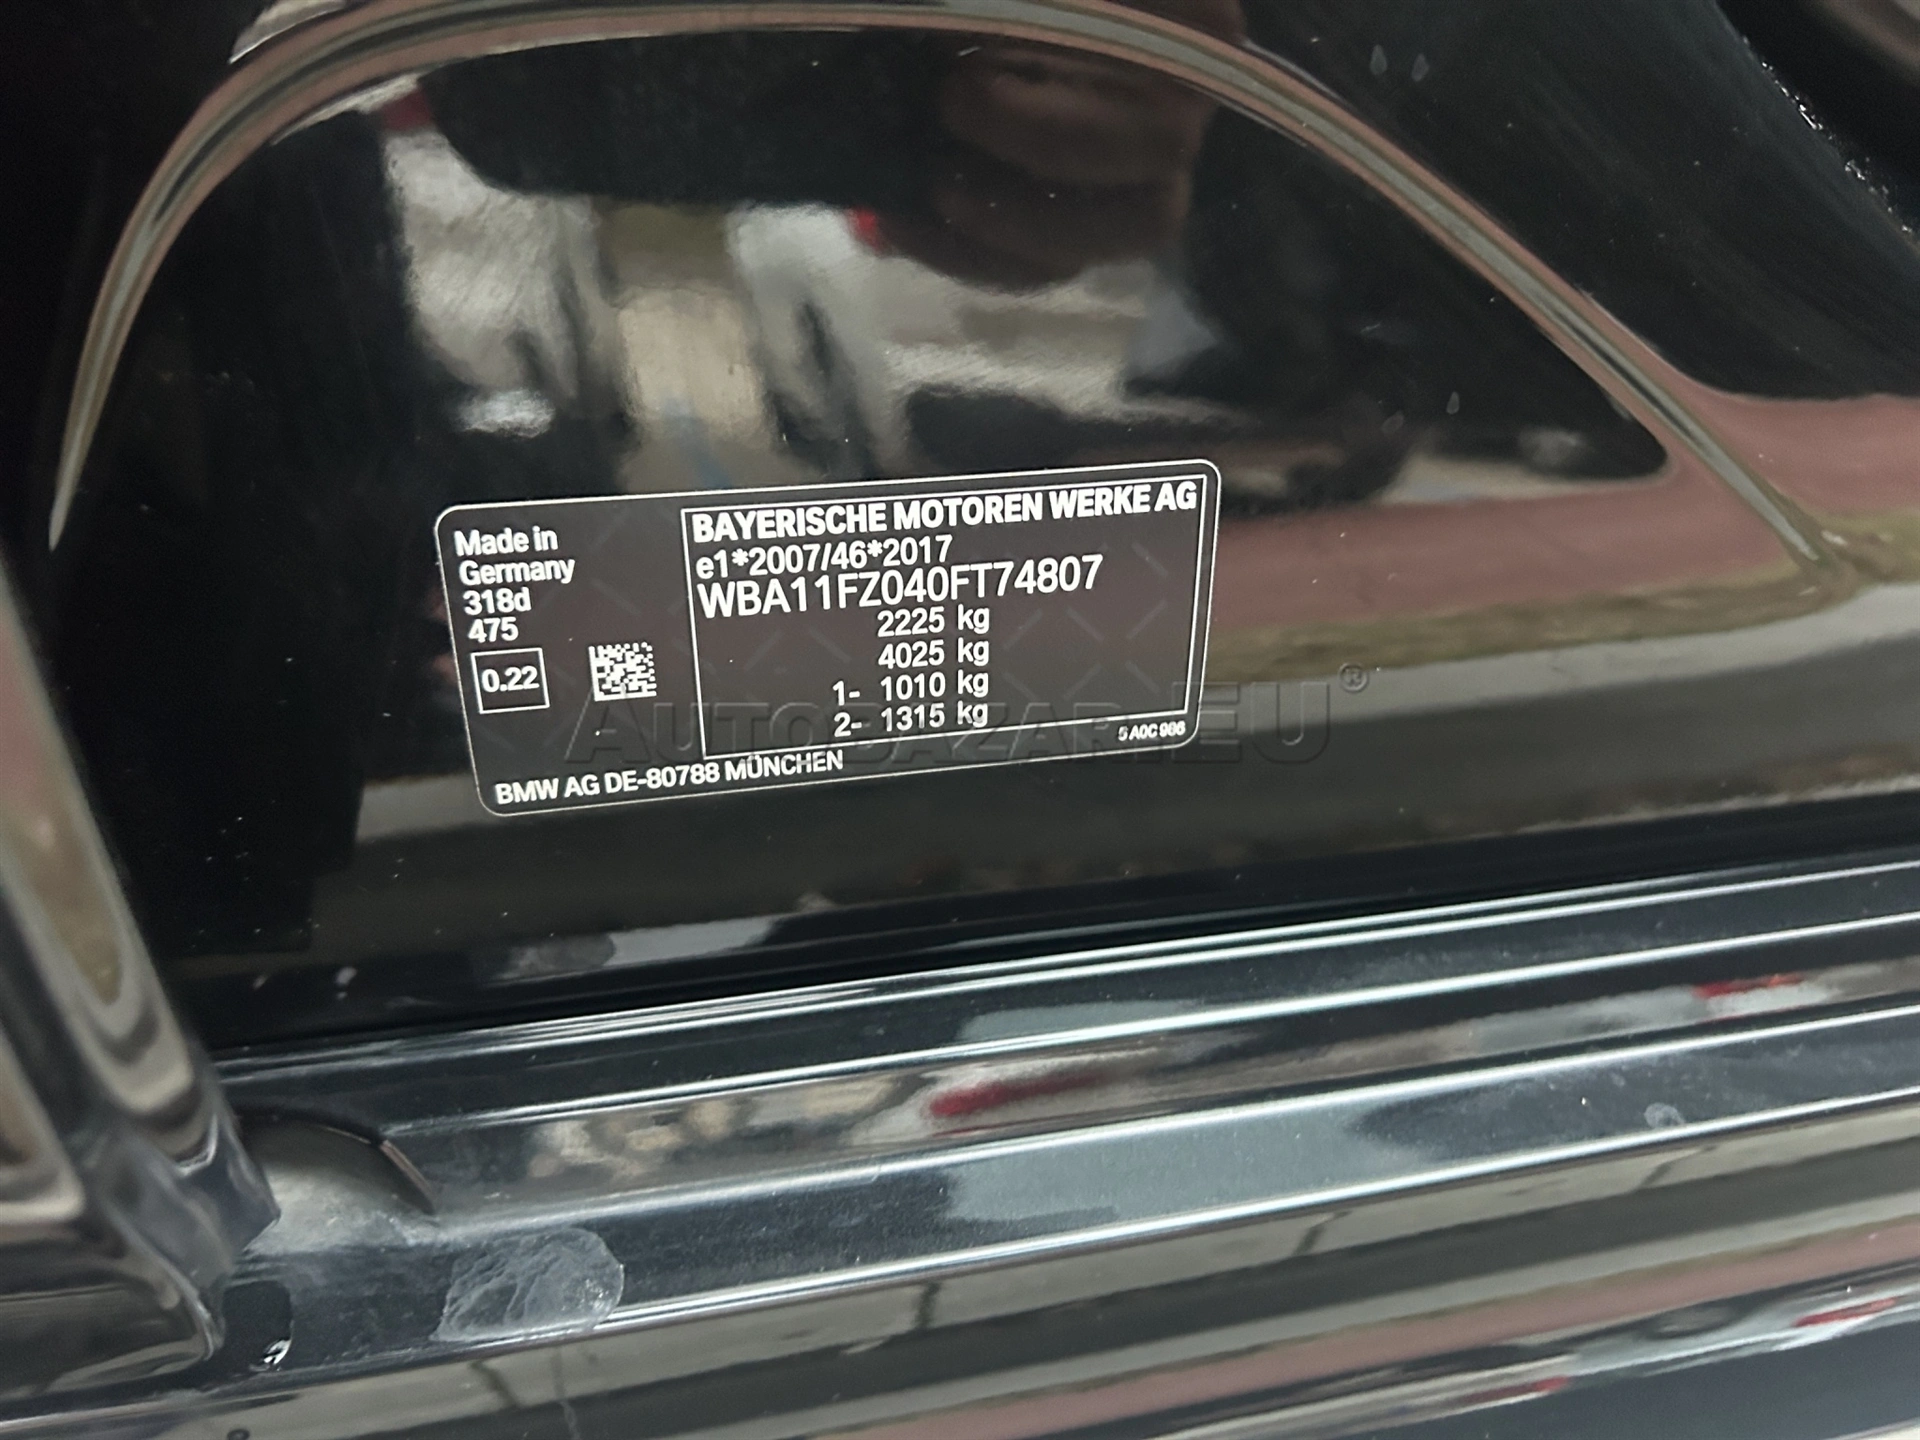 Made in
Germany
318d
475
0.22
BAYERISCHE MOTOREN WERKE AG
e1*2007/46*2017
WBA11FZ040FT74807
2225 kg
4025 kg
1- 1010 kg
2- 1315 kg
5 A0C 986
BMW AG DE-80788 MÜNCHEN
AUTOBAZAR.EU®